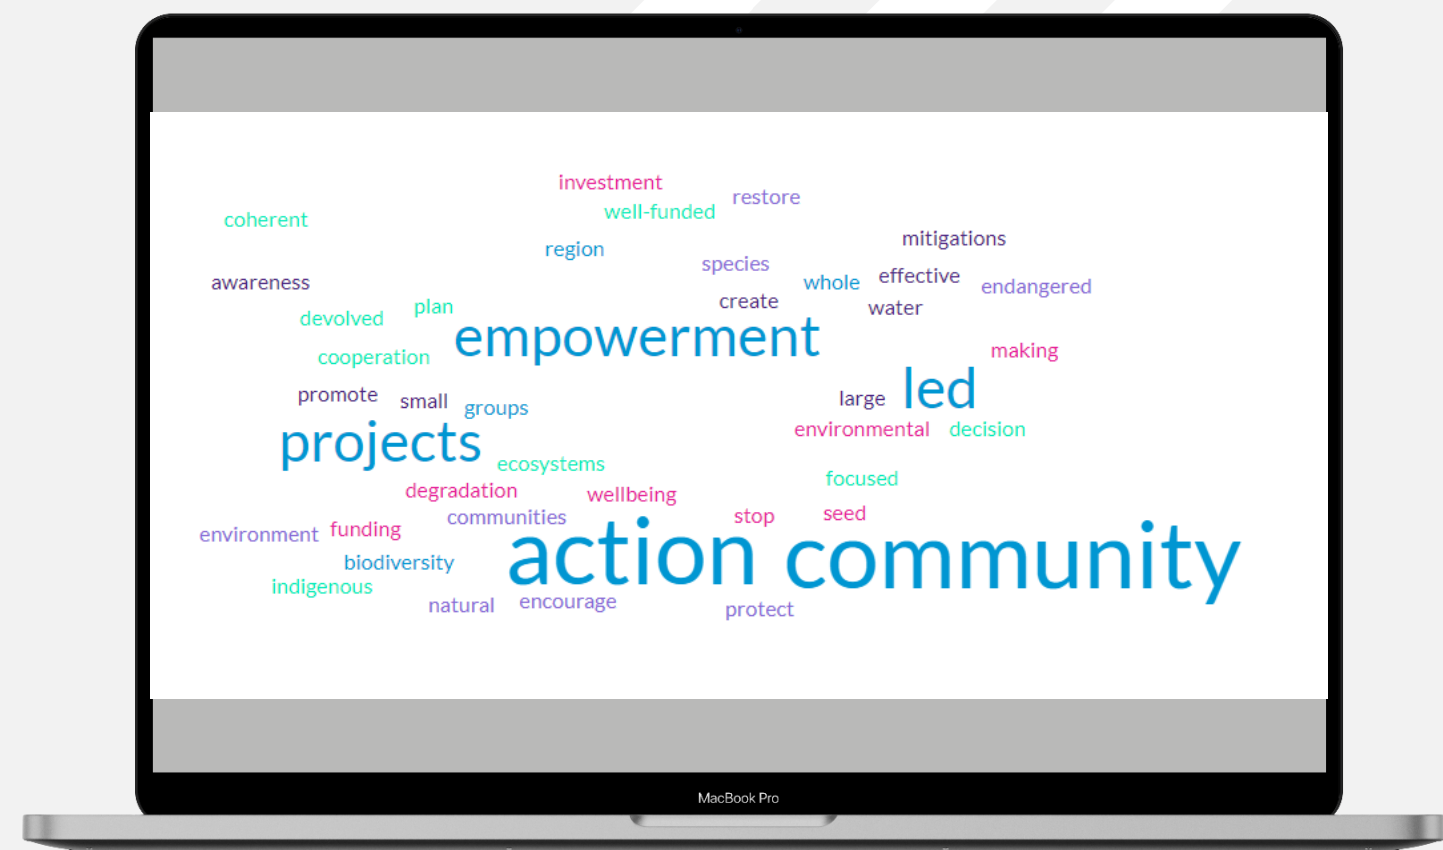 investment
restore
well-funded
coherent
mitigations
region
species
effective
awareness
whole
endangered
create
water
plan
devolved
empowerment
making
cooperation
led
promote
small
large
groups
environmental
decision
projects
ecosystems
focused
degradation
wellbeing
communities
stop
seed
environment
funding
action
community
biodiversity
indigenous
natural
encourage
protect
MacBook Pro